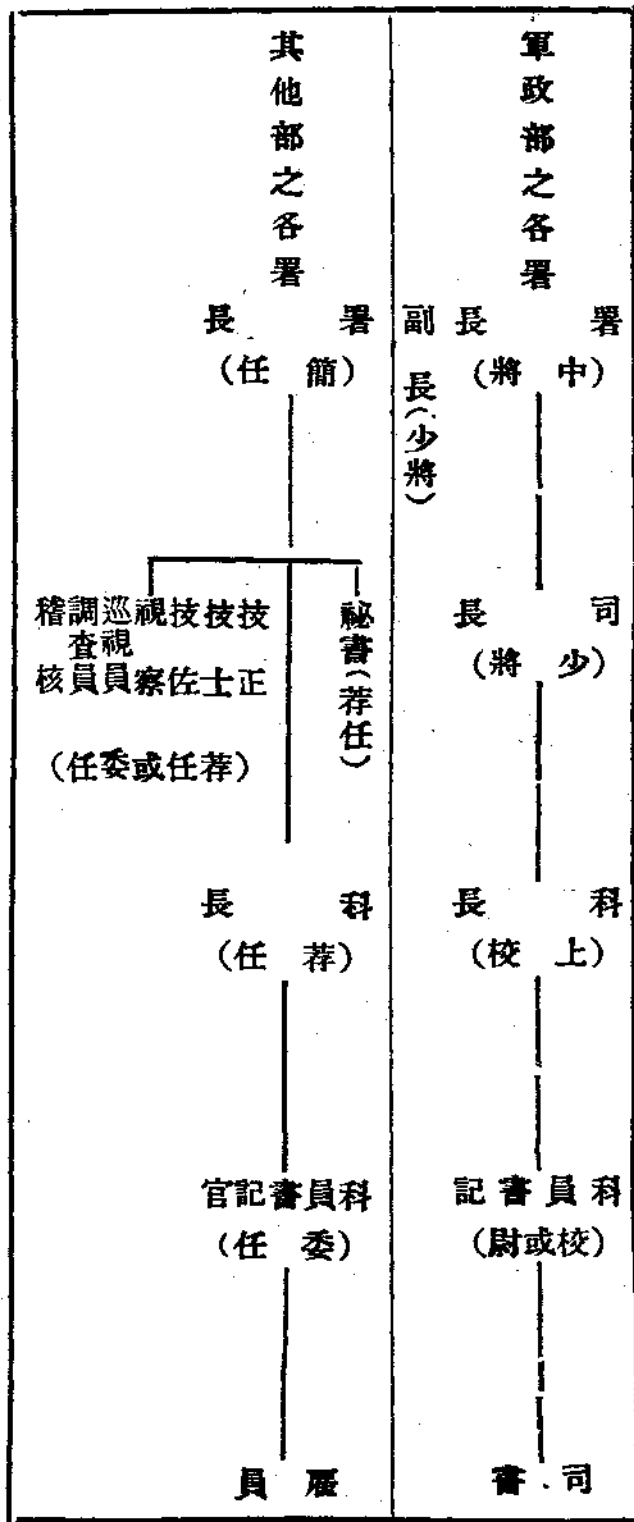 軍政部之各署
署長
(中將)
副長(少將)
司長
(少將)
科長
(上校)
科員書記
(校或尉)
司書
其他部之各署
署長
(簡任)
祕書(荐任)
技正
技士
技佐
視察
巡視員
調査員
稽核
(荐任或委任)
科長
(荐任)
科員書記官
(委任)
雇員